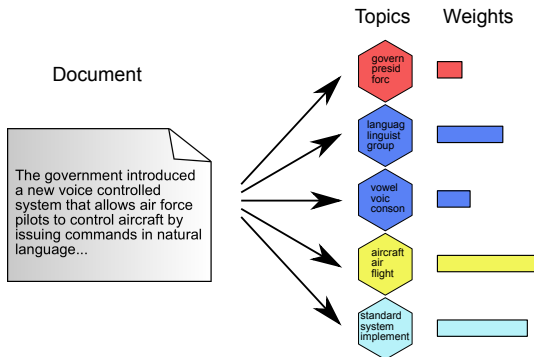 Topics Weights
Document
govern
presid
forc
languag
linguist
group
vowel
voic
conson
aircraft
air
flight
standard
system
implement
The government introduced
a new voice controlled
system that allows air force
pilots to control aircraft by
issuing commands in natural
language...